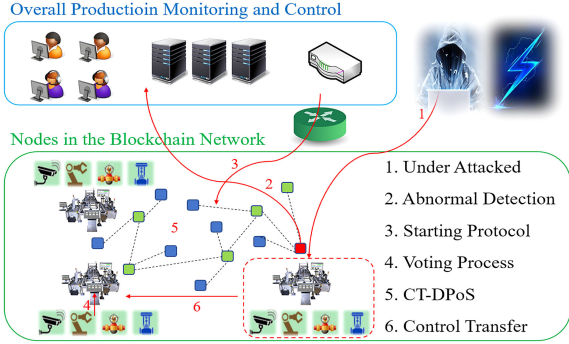 Overall Productioin Monitoring and Control
1
Nodes in the Blockchain Network
3
2
5
4
6
1. Under Attacked
2. Abnormal Detection
3. Starting Protocol
4. Voting Process
5. CT-DPoS
6. Control Transfer